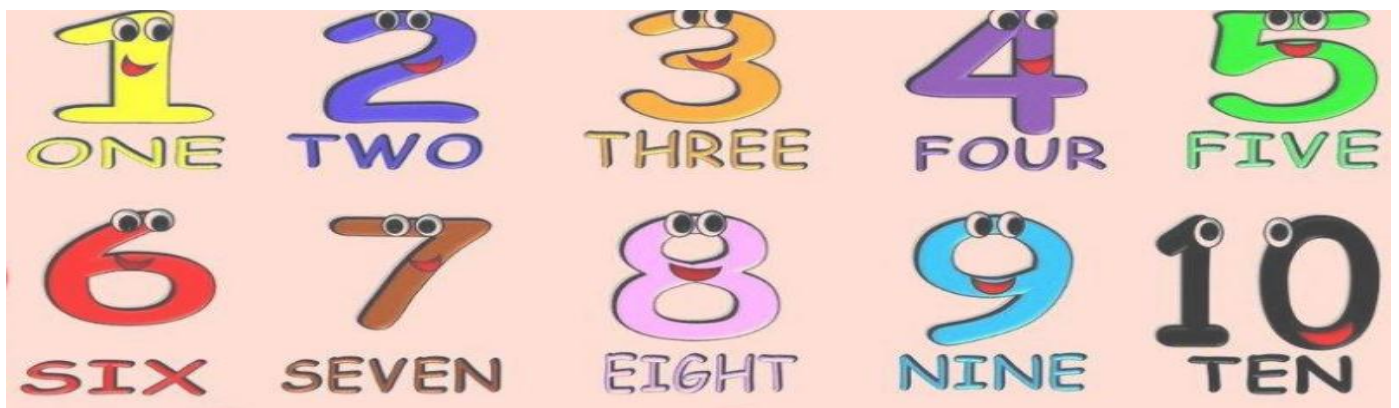 1 2 3 4 5
ONE TWO THREE FOUR FIVE
6 7 8 9 10
SIX SEVEN EIGHT NINE TEN